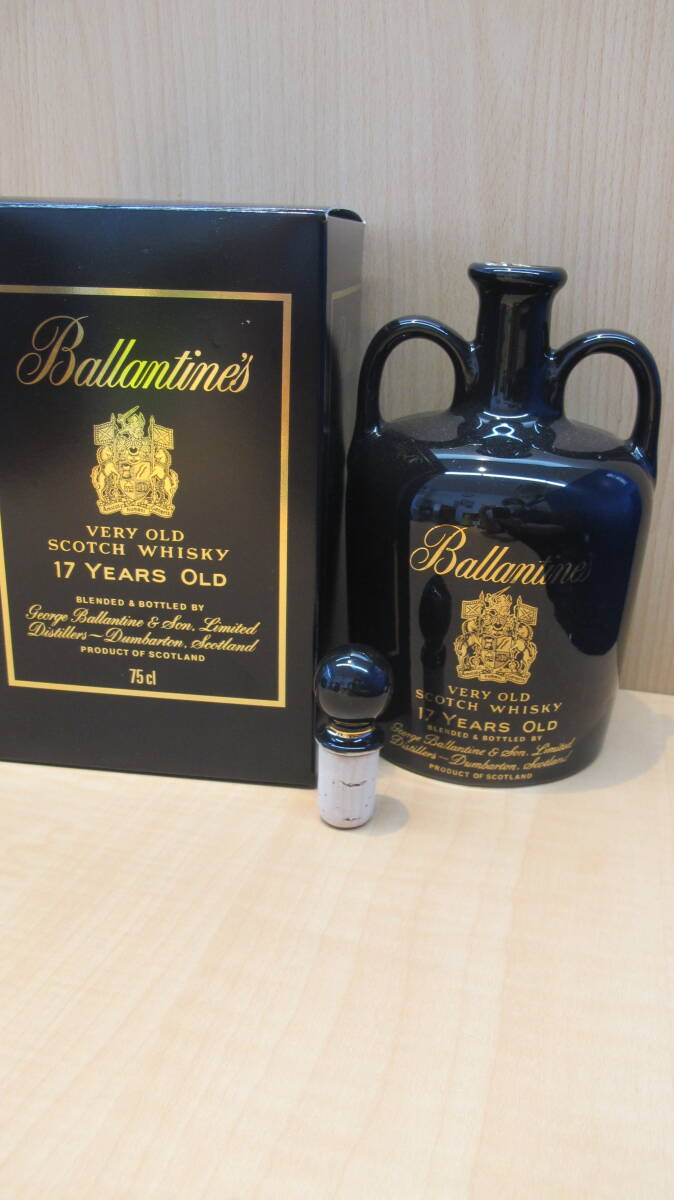 Ballantine's
VERY OLD
SCOTCH WHISKY
17 YEARS OLD
BLENDED & BOTTLED BY
George Ballantine & Son, Limited
Distillers~Dumbarton, Scotland
PRODUCT OF SCOTLAND
75 cl
Ballantine's
VERY OLD
SCOTCH WHISKY
17 YEARS OLD
BLENDED & BOTTLED BY
George Ballantine & Son, Limited
Distillers~Dumbarton, Scotland
PRODUCT OF SCOTLAND